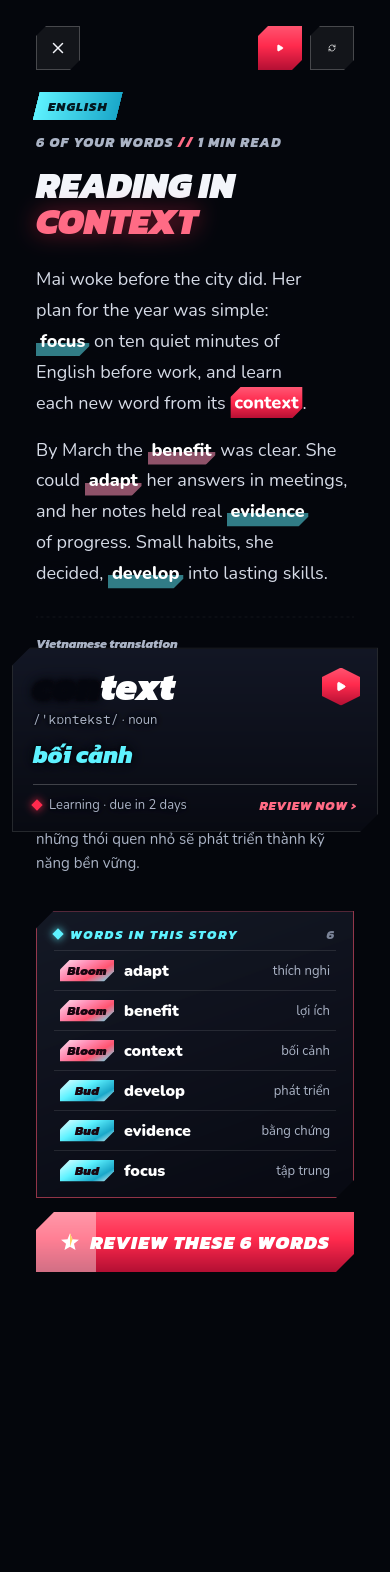 ENGLISH
6 OF YOUR WORDS // 1 MIN READ
READING IN
CONTEXT
Mai woke before the city did. Her
plan for the year was simple:
focus on ten quiet minutes of
English before work, and learn
each new word from its context.
By March the benefit was clear. She
could adapt her answers in meetings,
and her notes held real evidence
of progress. Small habits, she
decided, develop into lasting skills.
Vietnamese translation
text
/ˈkɒntekst/ · noun
bối cảnh
Learning · due in 2 days
REVIEW NOW >
những thói quen nhỏ sẽ phát triển thành kỹ
năng bền vững.
WORDS IN THIS STORY 6
Bloom adapt thích nghi
Bloom benefit lợi ích
Bloom context bối cảnh
Bud develop phát triển
Bud evidence bằng chứng
Bud focus tập trung
REVIEW THESE 6 WORDS